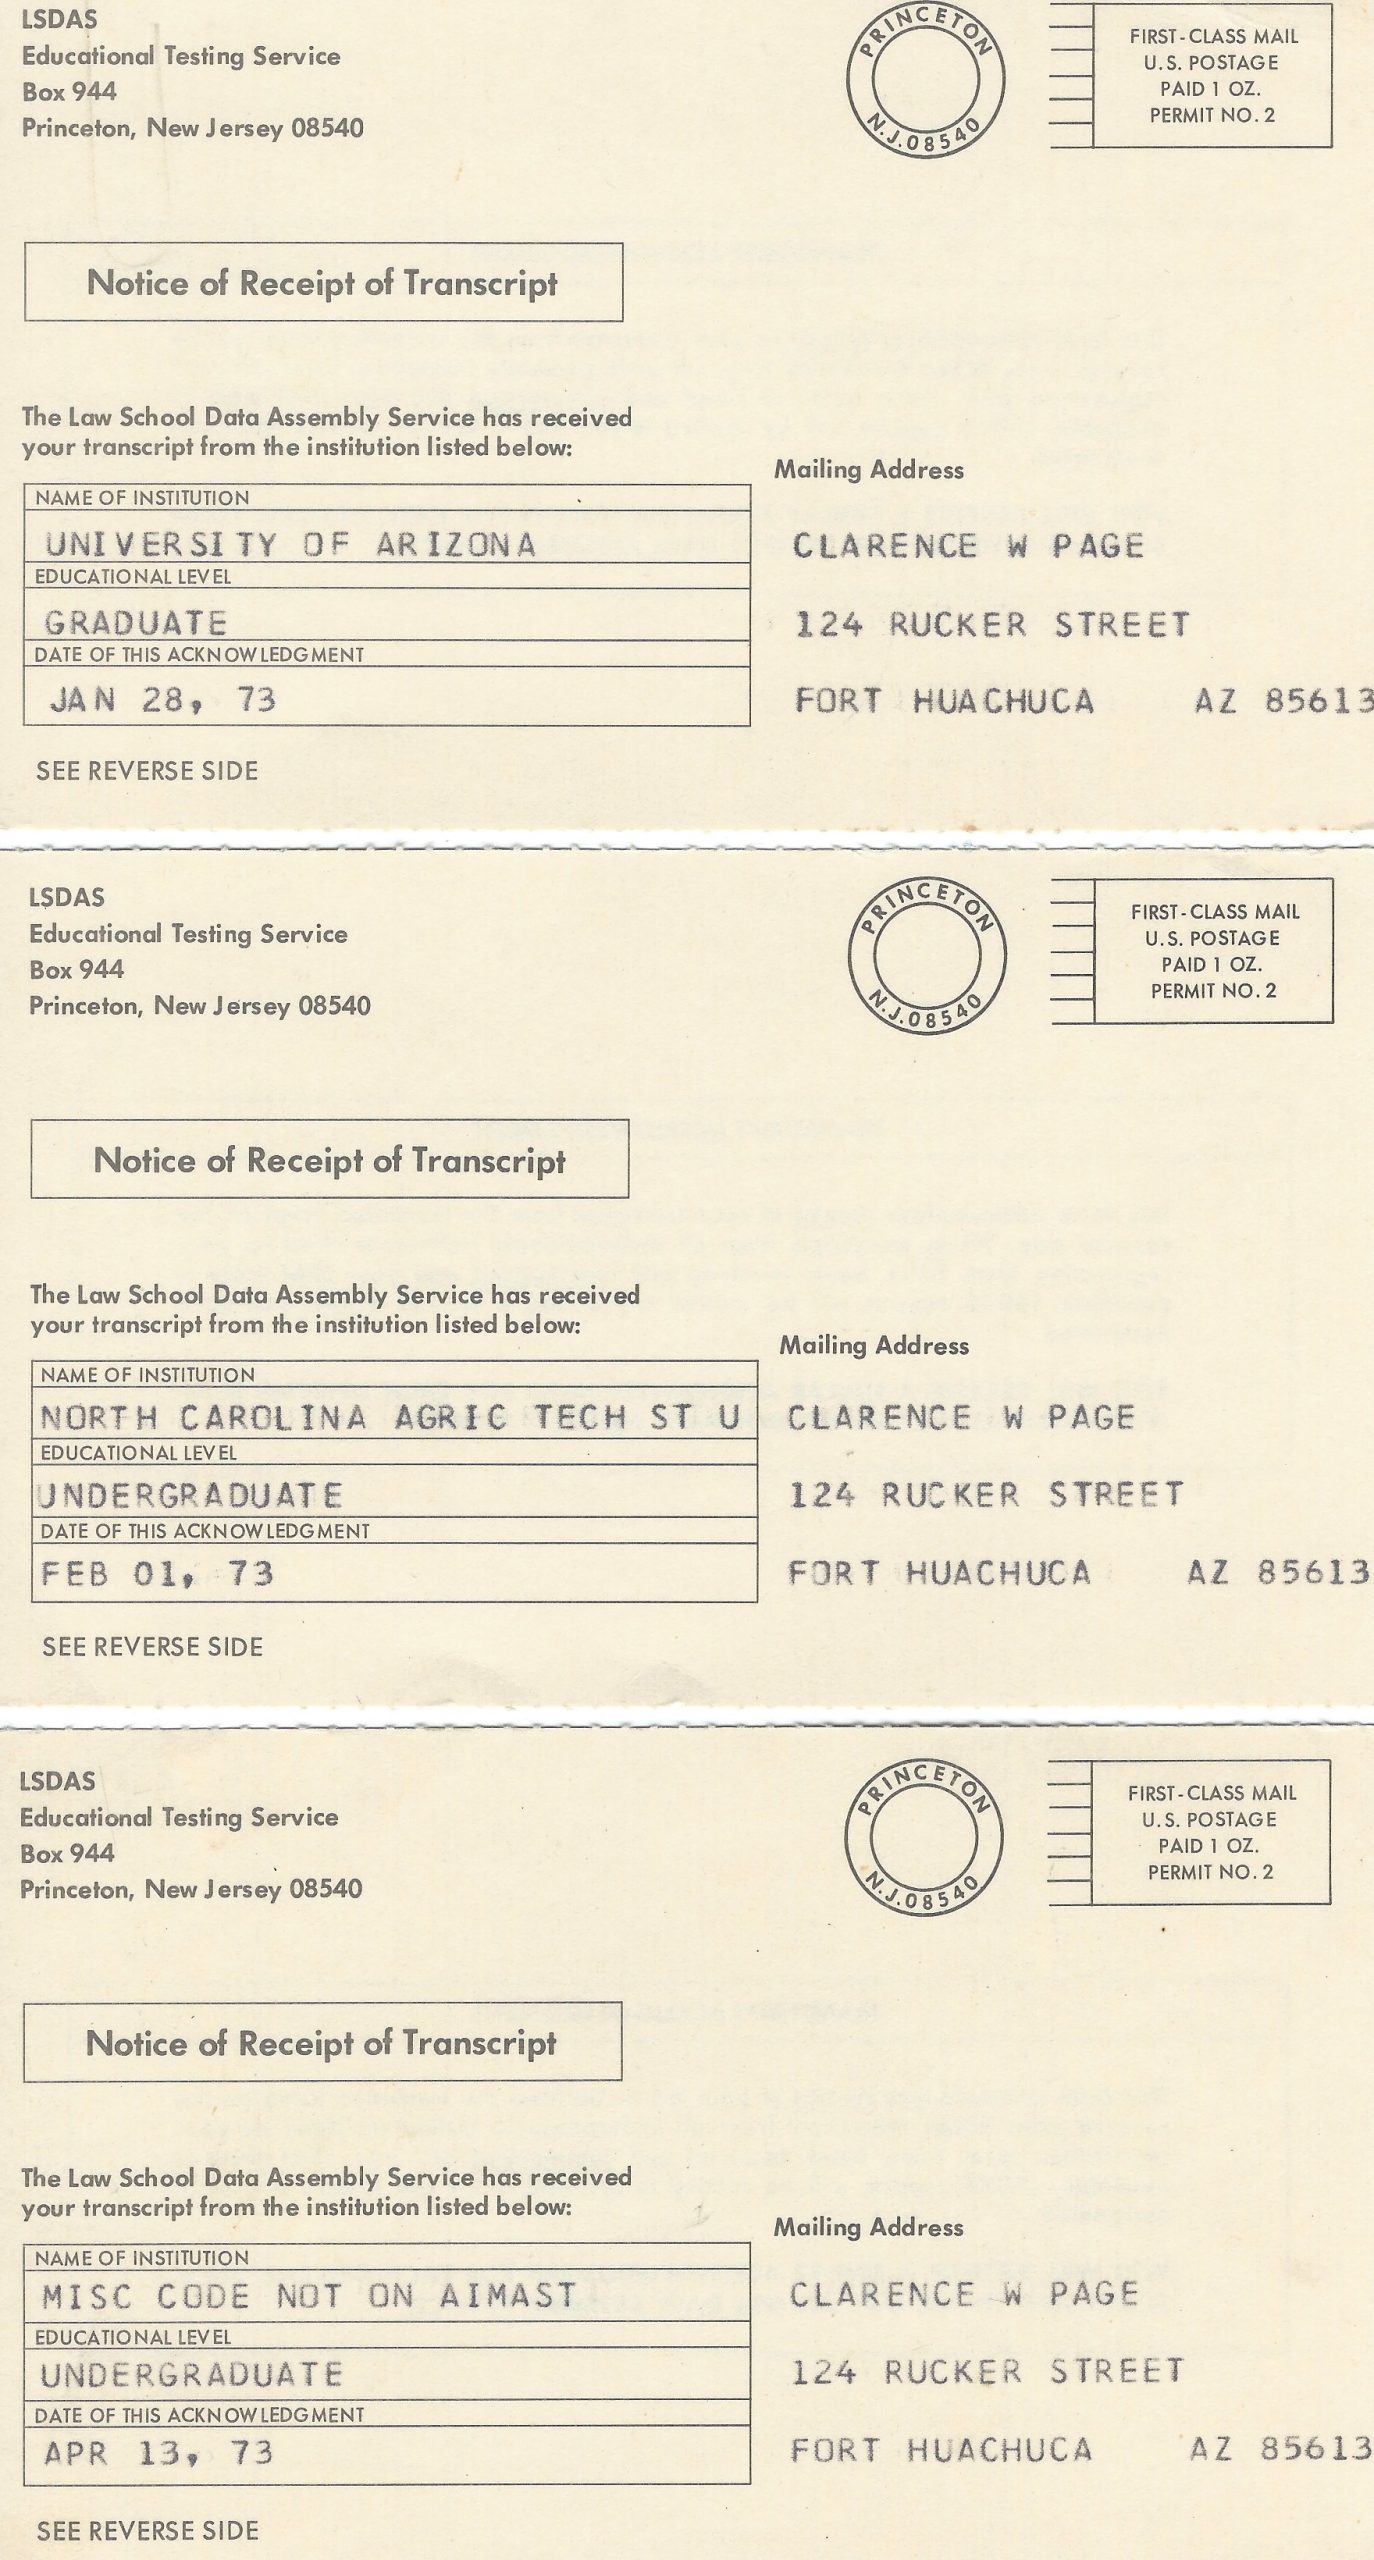 LSDAS
Educational Testing Service
Box 944
Princeton, New Jersey 08540
PRINCETON
N.J.08540
FIRST-CLASS MAIL
U.S. POSTAGE
PAID 1 OZ.
PERMIT NO. 2
Notice of Receipt of Transcript
The Law School Data Assembly Service has received
your transcript from the institution listed below:
NAME OF INSTITUTION
UNIVERSITY OF ARIZONA
EDUCATIONAL LEVEL
GRADUATE
DATE OF THIS ACKNOWLEDGMENT
JAN 28, 73
SEE REVERSE SIDE
Mailing Address
CLARENCE W PAGE
124 RUCKER STREET
FORT HUACHUCA AZ 85613
LSDAS
Educational Testing Service
Box 944
Princeton, New Jersey 08540
PRINCETON
N.J.08540
FIRST-CLASS MAIL
U.S. POSTAGE
PAID 1 OZ.
PERMIT NO. 2
Notice of Receipt of Transcript
The Law School Data Assembly Service has received
your transcript from the institution listed below:
NAME OF INSTITUTION
NORTH CAROLINA AGRIC TECH ST U
EDUCATIONAL LEVEL
UNDERGRADUATE
DATE OF THIS ACKNOWLEDGMENT
FEB 01, 73
SEE REVERSE SIDE
Mailing Address
CLARENCE W PAGE
124 RUCKER STREET
FORT HUACHUCA AZ 85613
LSDAS
Educational Testing Service
Box 944
Princeton, New Jersey 08540
PRINCETON
N.J.08540
FIRST-CLASS MAIL
U.S. POSTAGE
PAID 1 OZ.
PERMIT NO. 2
Notice of Receipt of Transcript
The Law School Data Assembly Service has received
your transcript from the institution listed below:
NAME OF INSTITUTION
MISC CODE NOT ON AIMAST
EDUCATIONAL LEVEL
UNDERGRADUATE
DATE OF THIS ACKNOWLEDGMENT
APR 13, 73
SEE REVERSE SIDE
Mailing Address
CLARENCE W PAGE
124 RUCKER STREET
FORT HUACHUCA AZ 85613